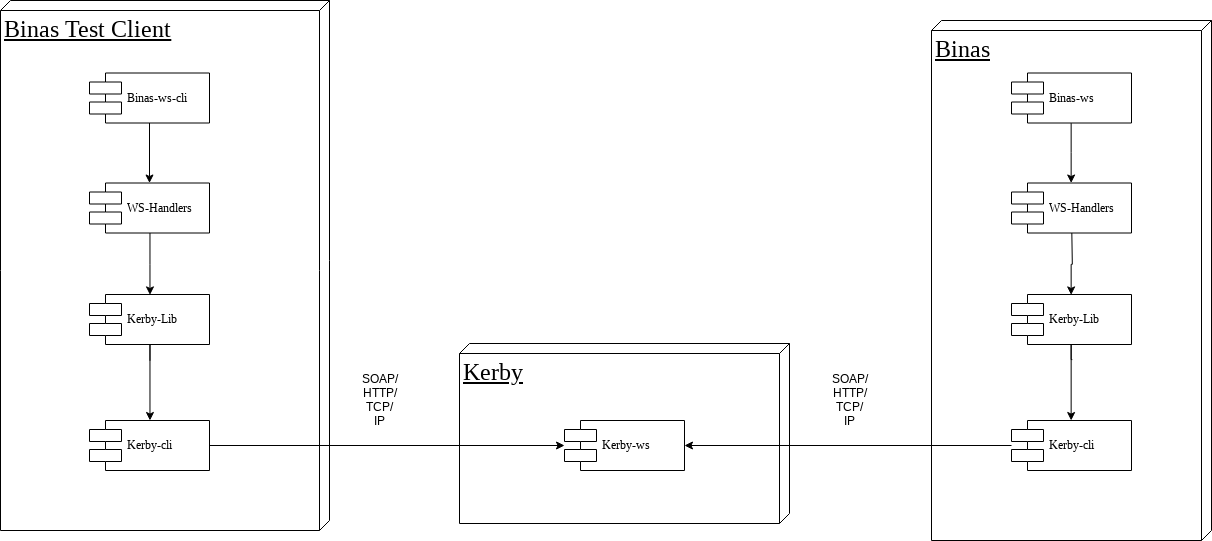 Binas Test Client
Binas-ws-cli
WS-Handlers
Kerby-Lib
Kerby-cli
SOAP/
HTTP/
TCP/
IP
Kerby
Kerby-ws
SOAP/
HTTP/
TCP/
IP
Binas
Binas-ws
WS-Handlers
Kerby-Lib
Kerby-cli